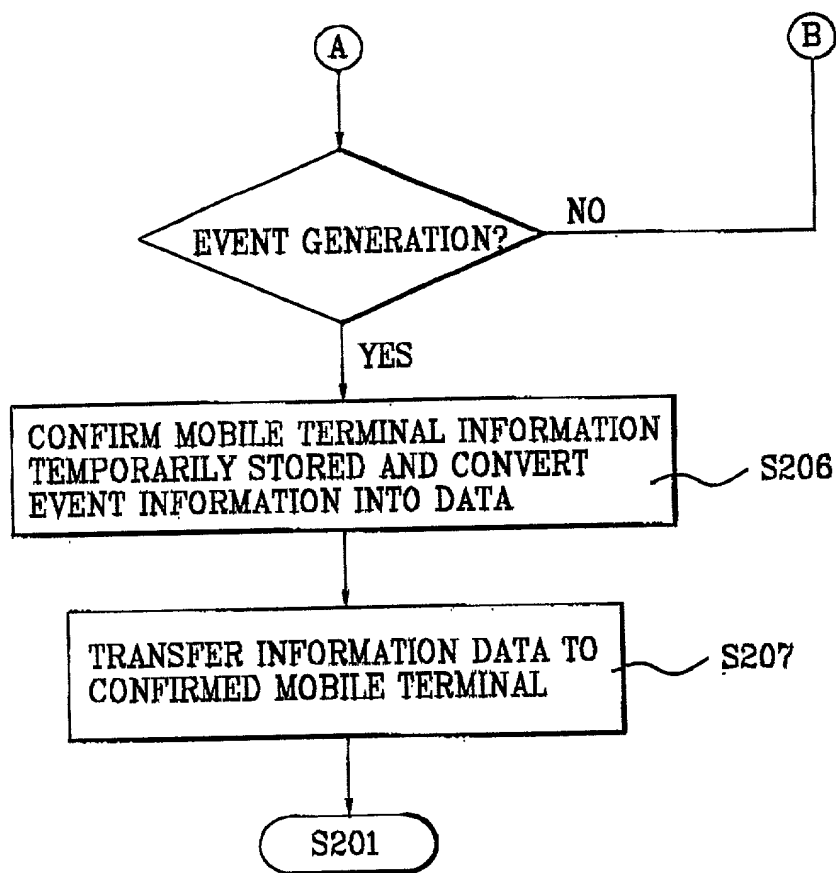 A
B
EVENT GENERATION?
NO
YES
CONFIRM MOBILE TERMINAL INFORMATION
TEMPORARILY STORED AND CONVERT
EVENT INFORMATION INTO DATA
S206
TRANSFER INFORMATION DATA TO
CONFIRMED MOBILE TERMINAL
S207
S201